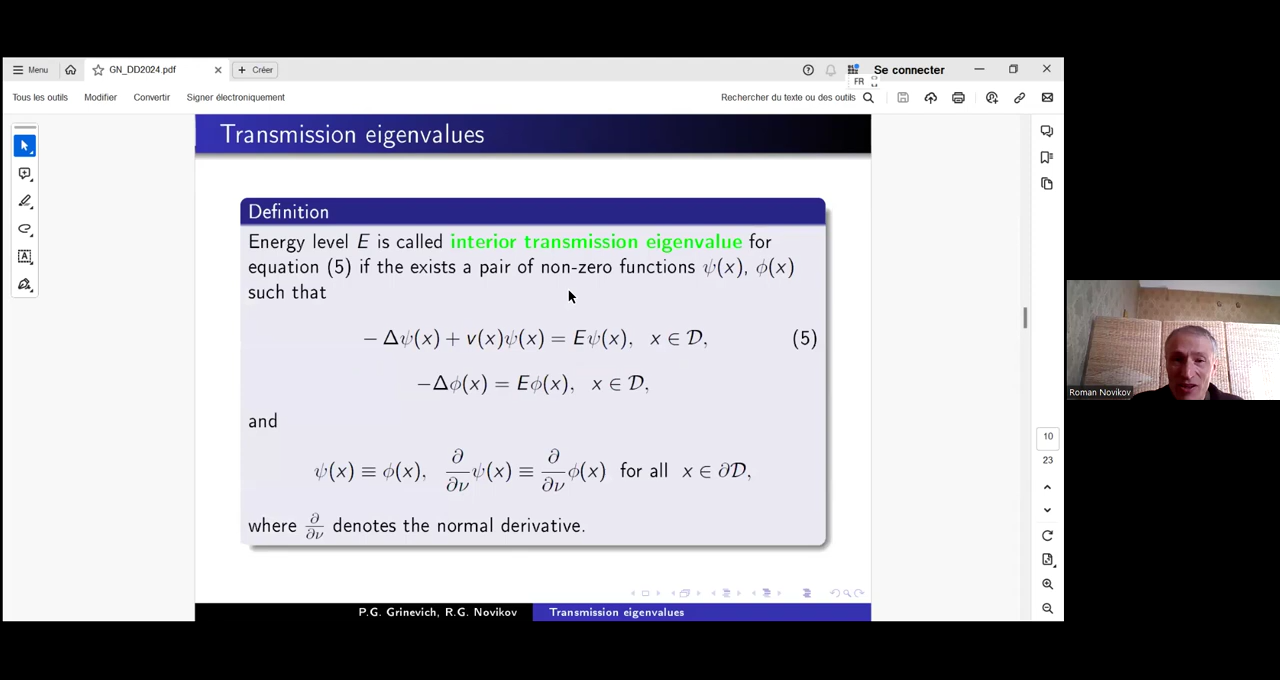 Menu
GN_DD2024.pdf
Créer
Se connecter
FR
Tous les outils
Modifier
Convertir
Signer électroniquement
Rechercher du texte ou des outils
Transmission eigenvalues
Definition
Energy level E is called interior transmission eigenvalue for
equation (5) if the exists a pair of non-zero functions ψ(x), ϕ(x)
such that
− Δψ(x) + v(x)ψ(x) = Eψ(x), x ∈ 𝒟, (5)
−Δϕ(x) = Eϕ(x), x ∈ 𝒟,
and
ψ(x) ≡ ϕ(x), ∂/∂ν ψ(x) ≡ ∂/∂ν ϕ(x) for all x ∈ ∂𝒟,
where ∂/∂ν denotes the normal derivative.
P.G. Grinevich, R.G. Novikov
Transmission eigenvalues
10
23
Roman Novikov